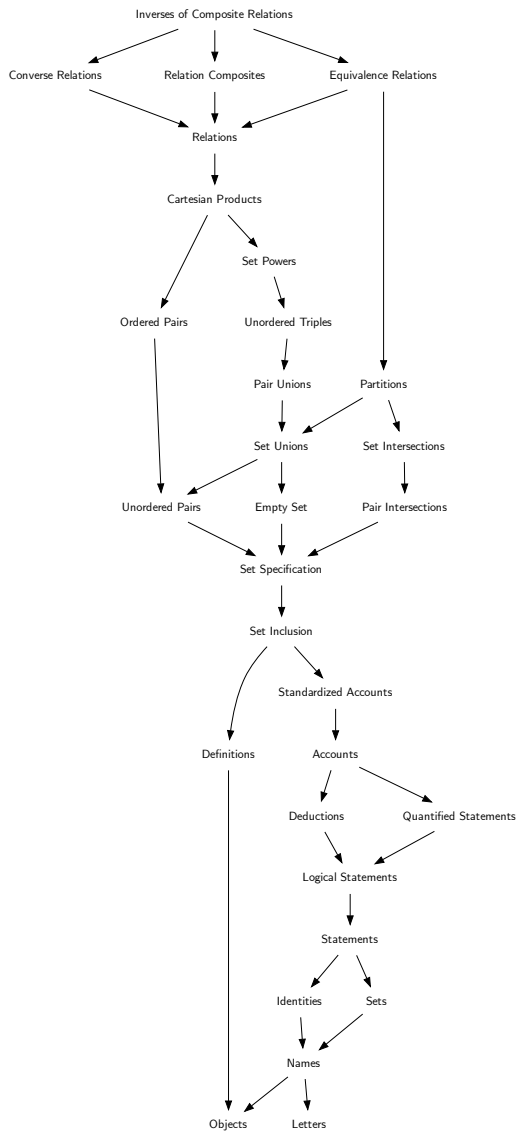 Inverses of Composite Relations
Converse Relations
Relation Composites
Equivalence Relations
Relations
Cartesian Products
Set Powers
Ordered Pairs
Unordered Triples
Pair Unions
Partitions
Set Unions
Set Intersections
Unordered Pairs
Empty Set
Pair Intersections
Set Specification
Set Inclusion
Standardized Accounts
Definitions
Accounts
Deductions
Quantified Statements
Logical Statements
Statements
Identities
Sets
Names
Objects
Letters